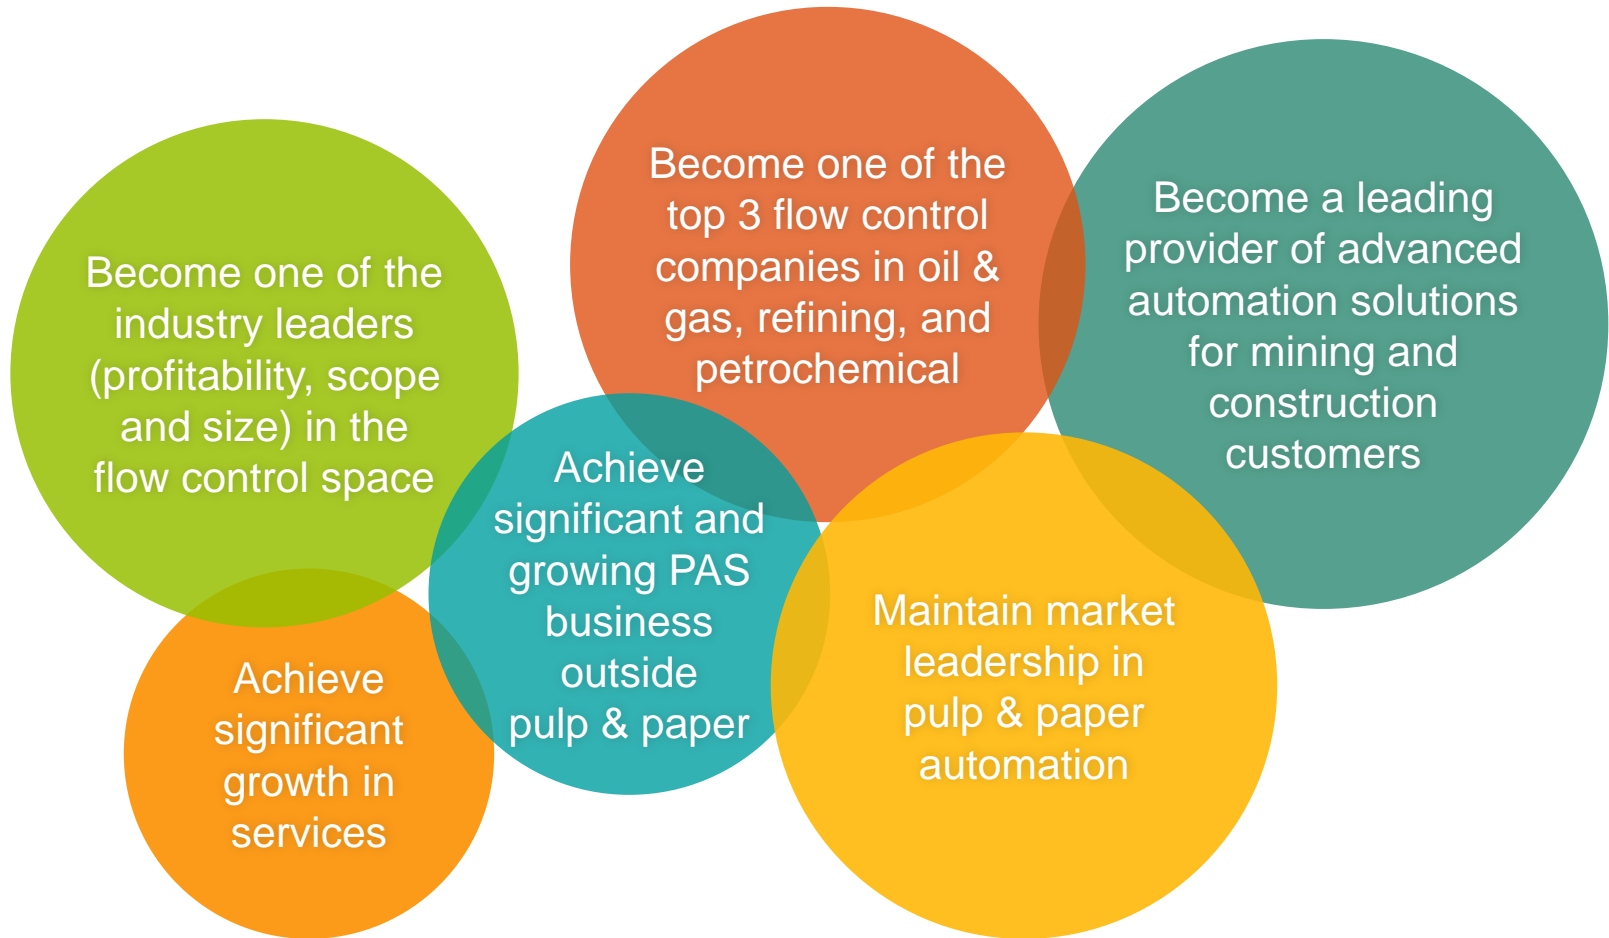 Become one of the
industry leaders
(profitability, scope
and size) in the
flow control space
Become one of the
top 3 flow control
companies in oil &
gas, refining, and
petrochemical
Become a leading
provider of advanced
automation solutions
for mining and
construction
customers
Achieve
significant
growth in
services
Achieve
significant and
growing PAS
business
outside
pulp & paper
Maintain market
leadership in
pulp & paper
automation